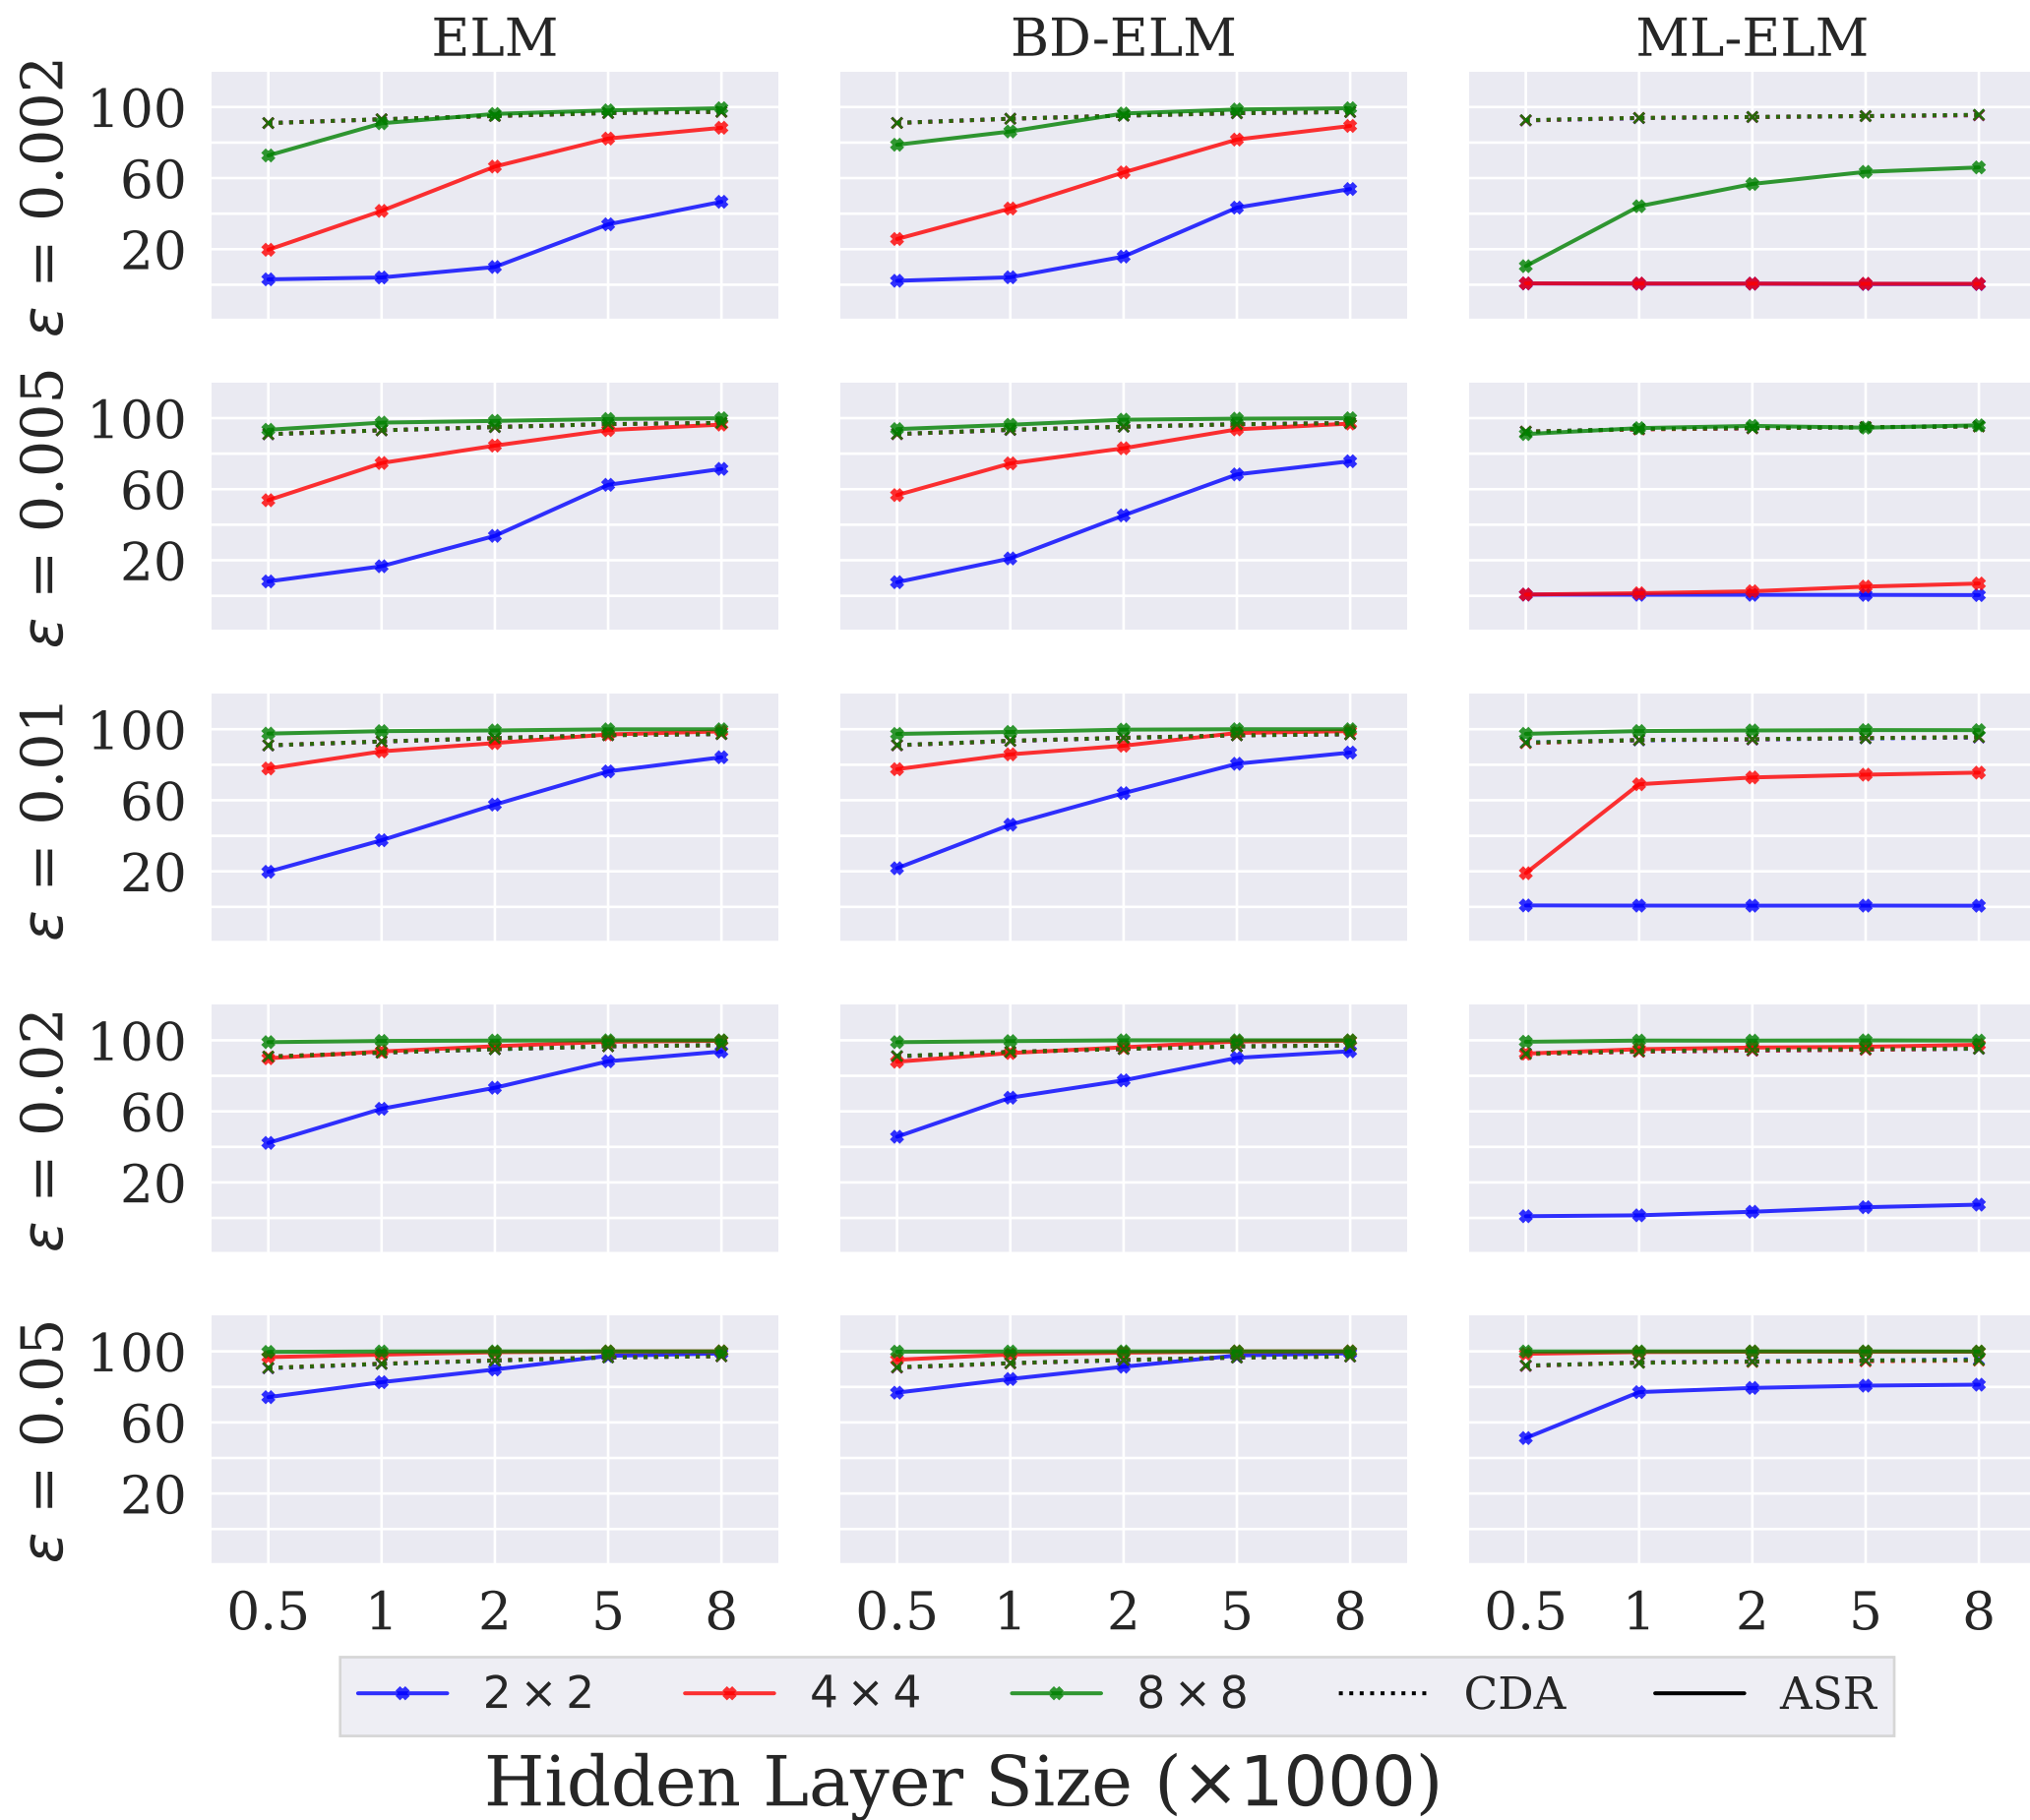 ELM BD-ELM ML-ELM
ε = 0.002
100
60
20
ε = 0.005
100
60
20
ε = 0.01
100
60
20
ε = 0.02
100
60
20
ε = 0.05
100
60
20
0.5 1 2 5 8 0.5 1 2 5 8 0.5 1 2 5 8
2 × 2 4 × 4 8 × 8 CDA ASR
Hidden Layer Size (×1000)